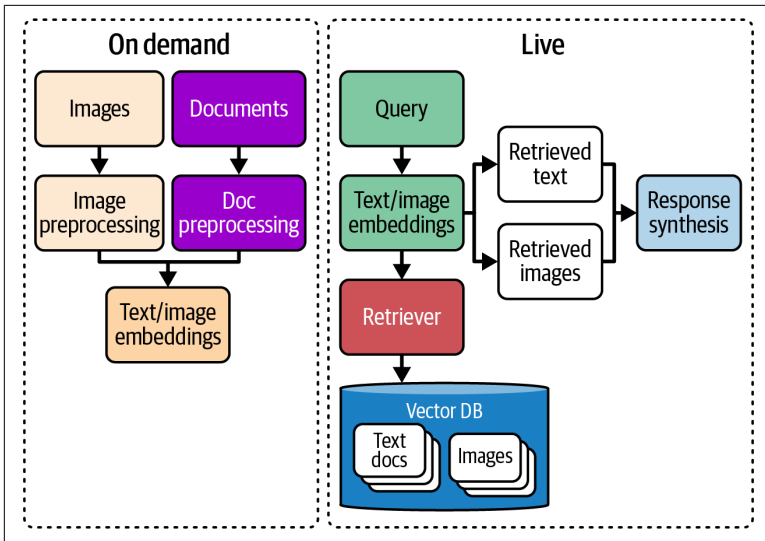 On demand
Images
Documents
Image
preprocessing
Doc
preprocessing
Text/image
embeddings
Live
Query
Text/image
embeddings
Retrieved
text
Retrieved
images
Response
synthesis
Retriever
Vector DB
Text
docs
Images